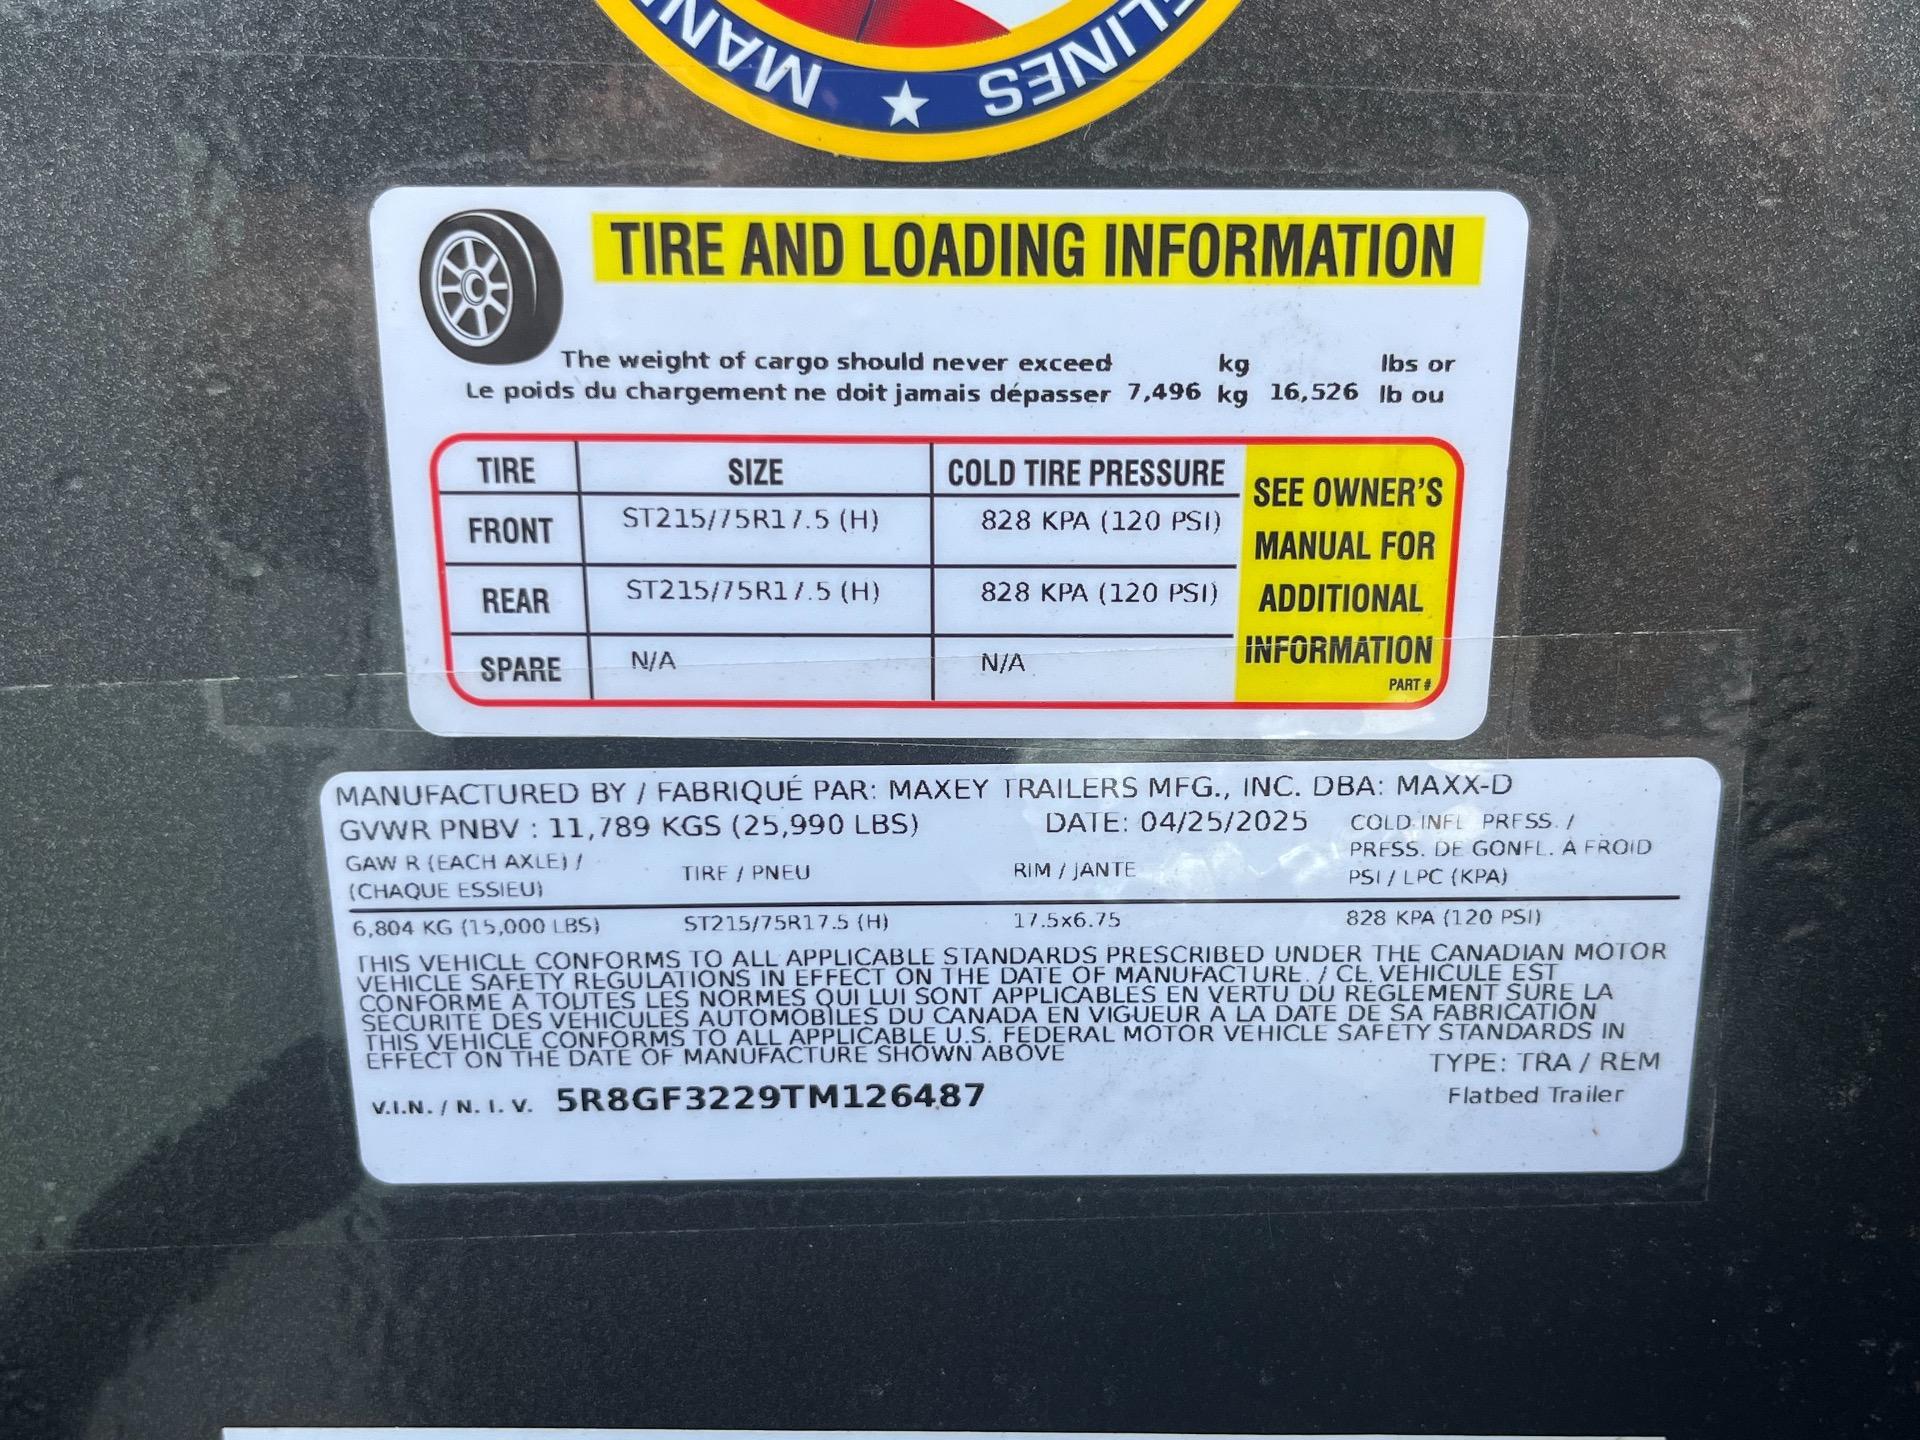 MAN
LINES
TIRE AND LOADING INFORMATION
The weight of cargo should never exceed kg lbs or
Le poids du chargement ne doit jamais dépasser 7,496 kg 16,526 lb ou
TIRE SIZE COLD TIRE PRESSURE
FRONT ST215/75R17.5 (H) 828 KPA (120 PSI)
REAR ST215/75R17.5 (H) 828 KPA (120 PSI)
SPARE N/A N/A
SEE OWNER'S
MANUAL FOR
ADDITIONAL
INFORMATION
PART #
MANUFACTURED BY / FABRIQUÉ PAR: MAXEY TRAILERS MFG., INC. DBA: MAXX-D
GVWR PNBV : 11,789 KGS (25,990 LBS) DATE: 04/25/2025 COLD INFL PRESS. /
PRESS. DE GONFL. À FROID
PSI / LPC (KPA)
GAW R (EACH AXLE) /
(CHAQUE ESSIEU)
TIRE / PNEU RIM / JANTE
6,804 KG (15,000 LBS) ST215/75R17.5 (H) 17.5x6.75 828 KPA (120 PSI)
THIS VEHICLE CONFORMS TO ALL APPLICABLE STANDARDS PRESCRIBED UNDER THE CANADIAN MOTOR
VEHICLE SAFETY REGULATIONS IN EFFECT ON THE DATE OF MANUFACTURE. / CE VEHICULE EST
CONFORME A TOUTES LES NORMES QUI LUI SONT APPLICABLES EN VERTU DU REGLEMENT SURE LA
SECURITE DES VEHICULES AUTOMOBILES DU CANADA EN VIGUEUR A LA DATE DE SA FABRICATION
THIS VEHICLE CONFORMS TO ALL APPLICABLE U.S. FEDERAL MOTOR VEHICLE SAFETY STANDARDS IN
EFFECT ON THE DATE OF MANUFACTURE SHOWN ABOVE
TYPE: TRA / REM
V.I.N. / N. I. V. 5R8GF3229TM126487
Flatbed Trailer